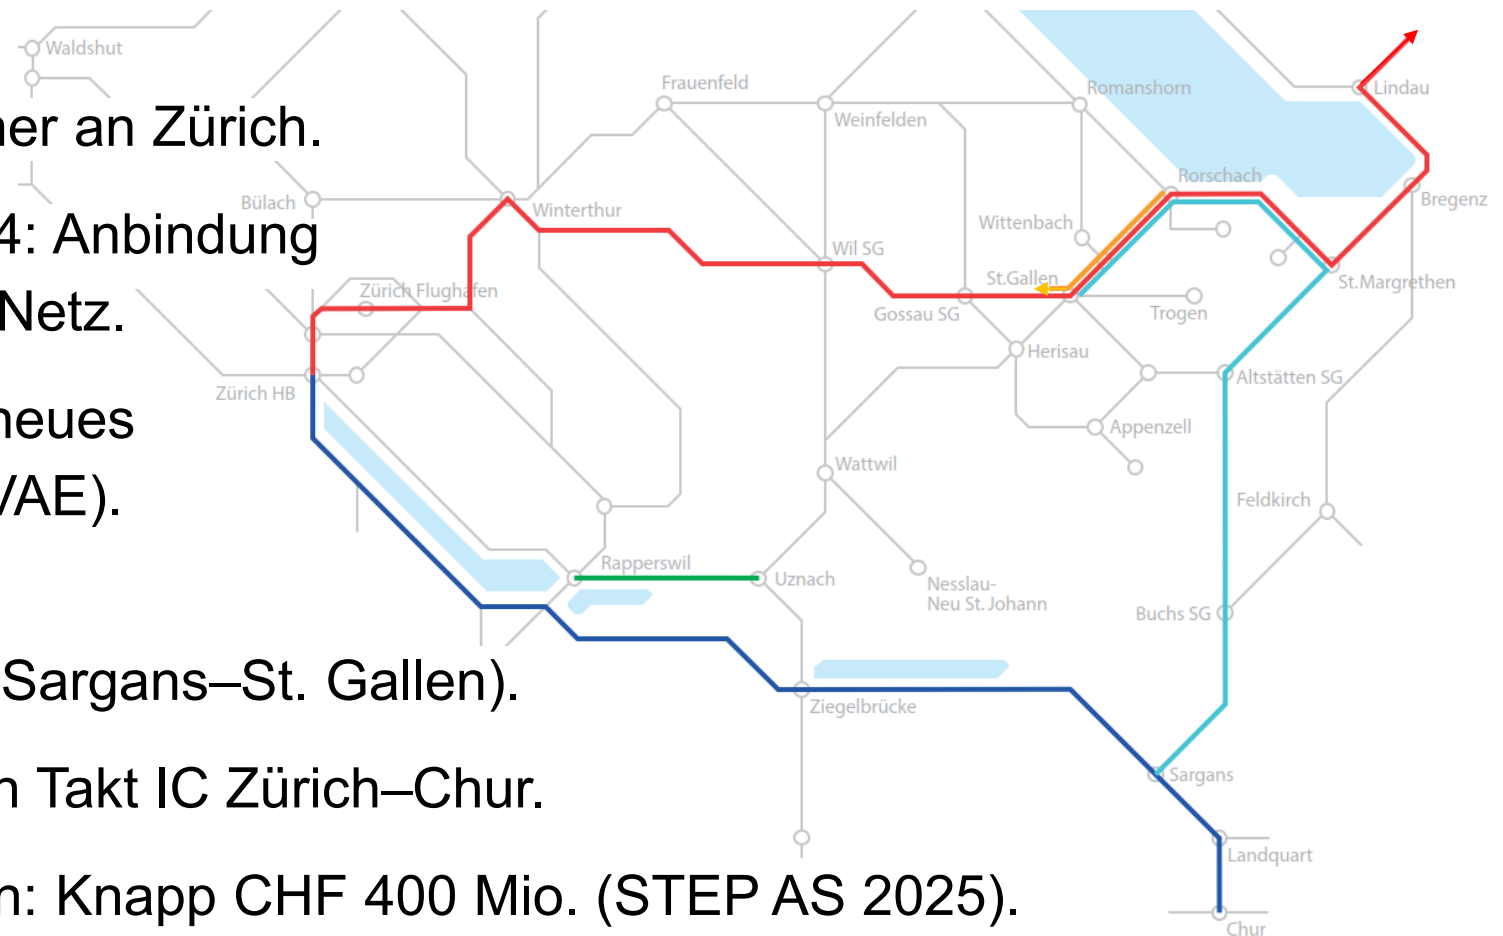 Waldshut
Frauenfeld
Romanshorn
Lindau
ner an Zürich.
Weinfelden
Rorschach
Bülach
Winterthur
Wittenbach
Bregenz
4: Anbindung
Wil SG
St.Gallen
St.Margrethen
Zürich Flughafen
Netz.
Gossau SG
Trogen
Herisau
Zürich HB
Altstätten SG
neues
Appenzell
Wattwil
VAE).
Feldkirch
Rapperswil
Uznach
Nesslau-
Neu St. Johann
Buchs SG
Sargans–St. Gallen).
Ziegelbrücke
Sargans
n Takt IC Zürich–Chur.
Landquart
n: Knapp CHF 400 Mio. (STEP AS 2025).
Chur